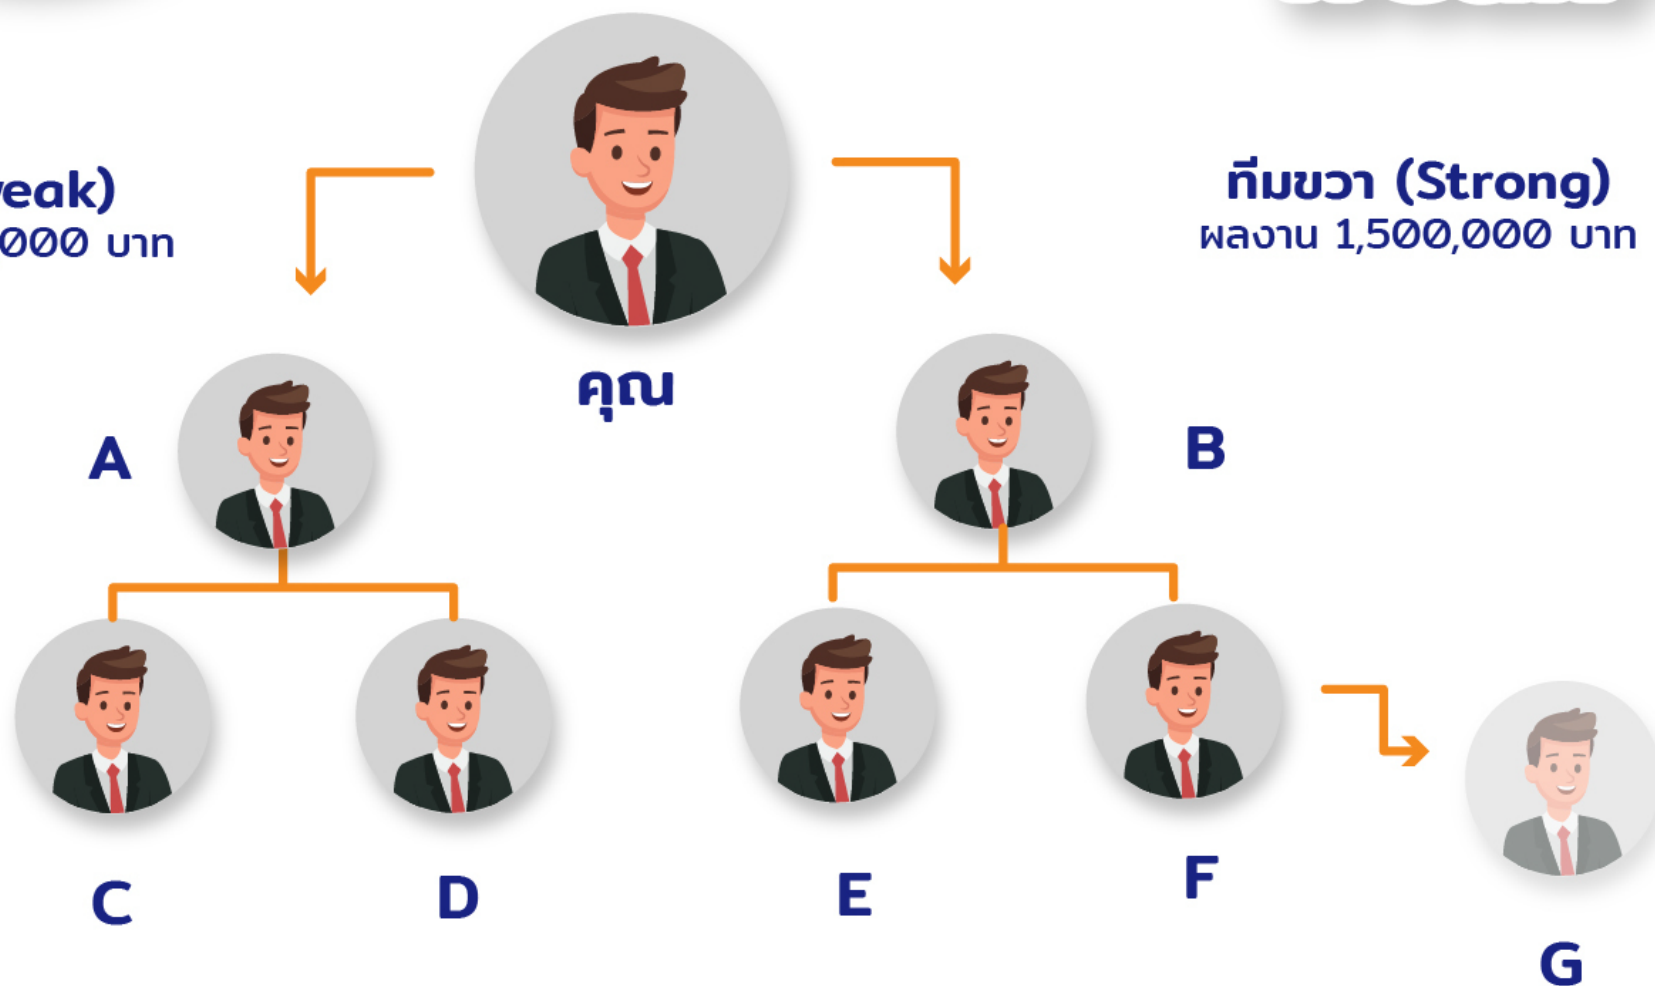 ทีมขวา (Strong)
ผลงาน 1,500,000 บาท
000 บาท
คุณ
A
B
C
D
E
F
G